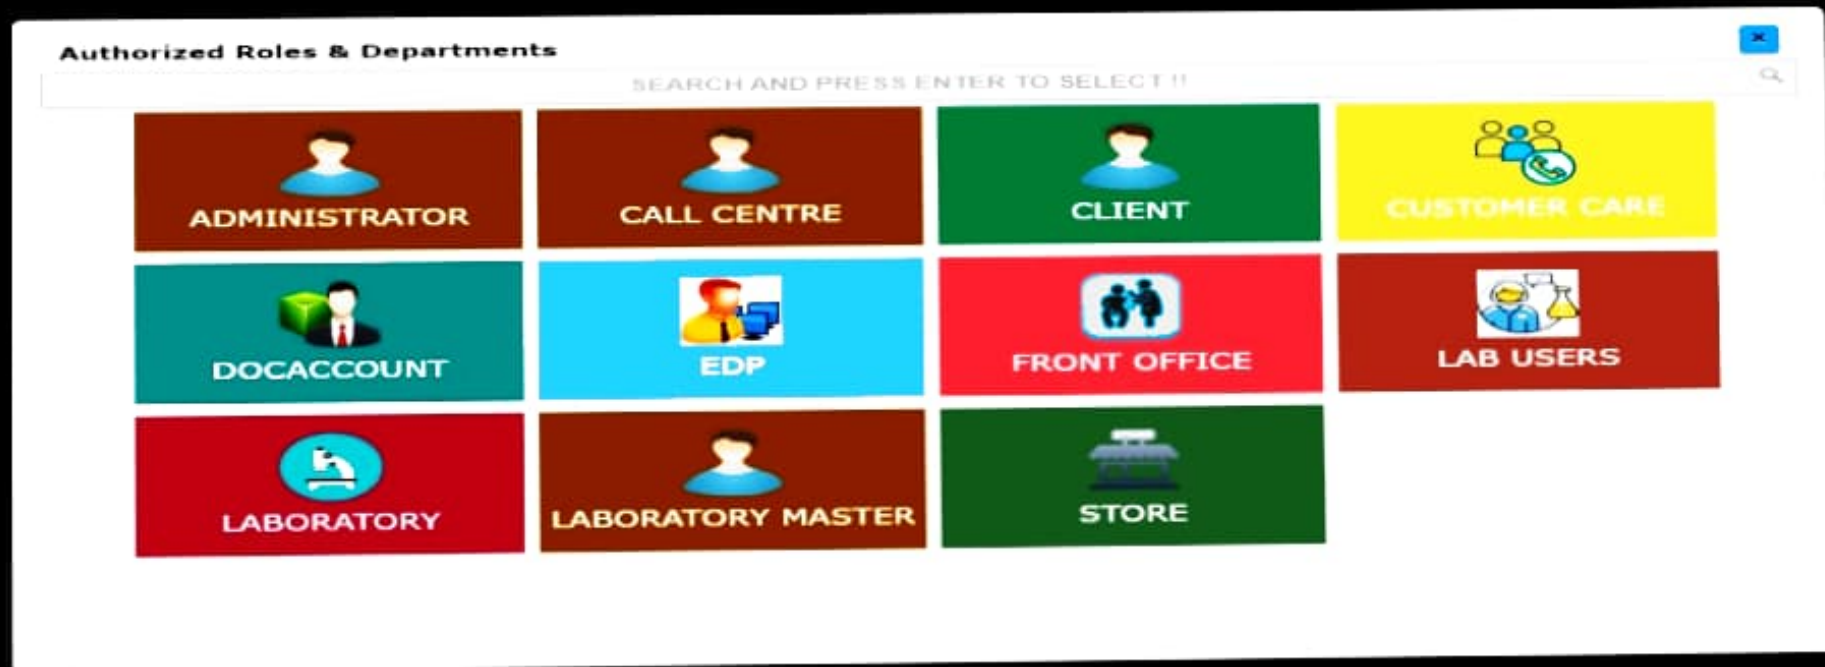 Authorized Roles & Departments
×
SEARCH AND PRESS ENTER TO SELECT !!
ADMINISTRATOR
CALL CENTRE
CLIENT
CUSTOMER CARE
DOCACCOUNT
EDP
FRONT OFFICE
LAB USERS
LABORATORY
LABORATORY MASTER
STORE